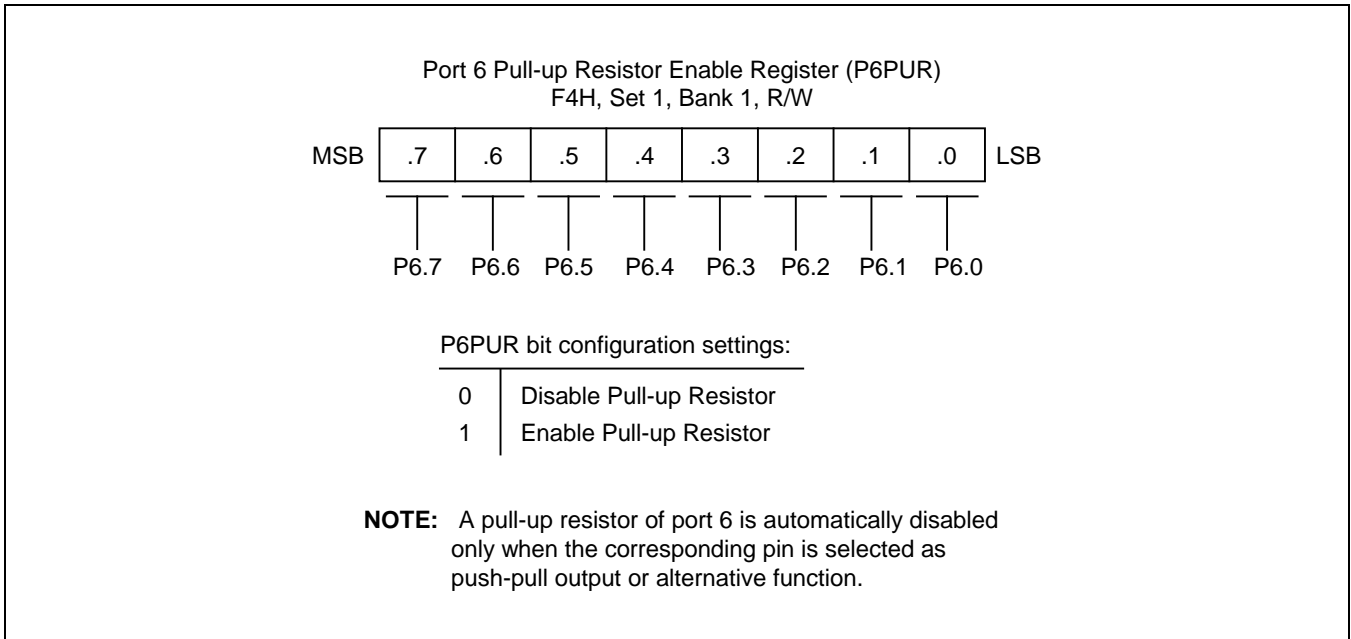 Port 6 Pull-up Resistor Enable Register (P6PUR)
F4H, Set 1, Bank 1, R/W
MSB .7 .6 .5 .4 .3 .2 .1 .0 LSB
P6.7 P6.6 P6.5 P6.4 P6.3 P6.2 P6.1 P6.0
P6PUR bit configuration settings:
0 Disable Pull-up Resistor
1 Enable Pull-up Resistor
NOTE: A pull-up resistor of port 6 is automatically disabled
only when the corresponding pin is selected as
push-pull output or alternative function.